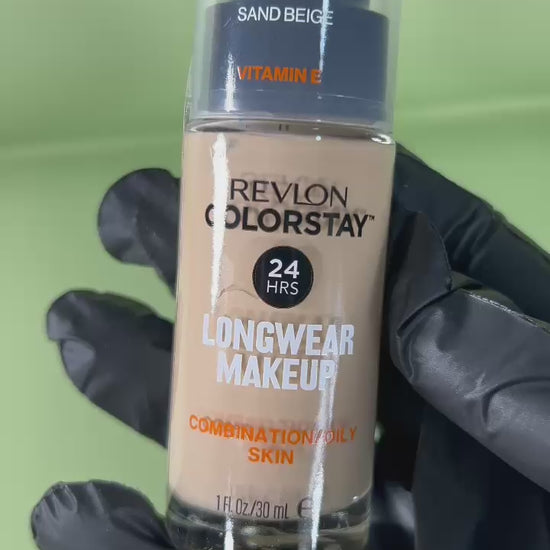 SAND BEIGE
VITAMIN E
REVLON
COLORSTAY™
24
HRS
LONGWEAR
MAKEUP
COMBINATION/OILY
SKIN
1 FL OZ./30 mL e